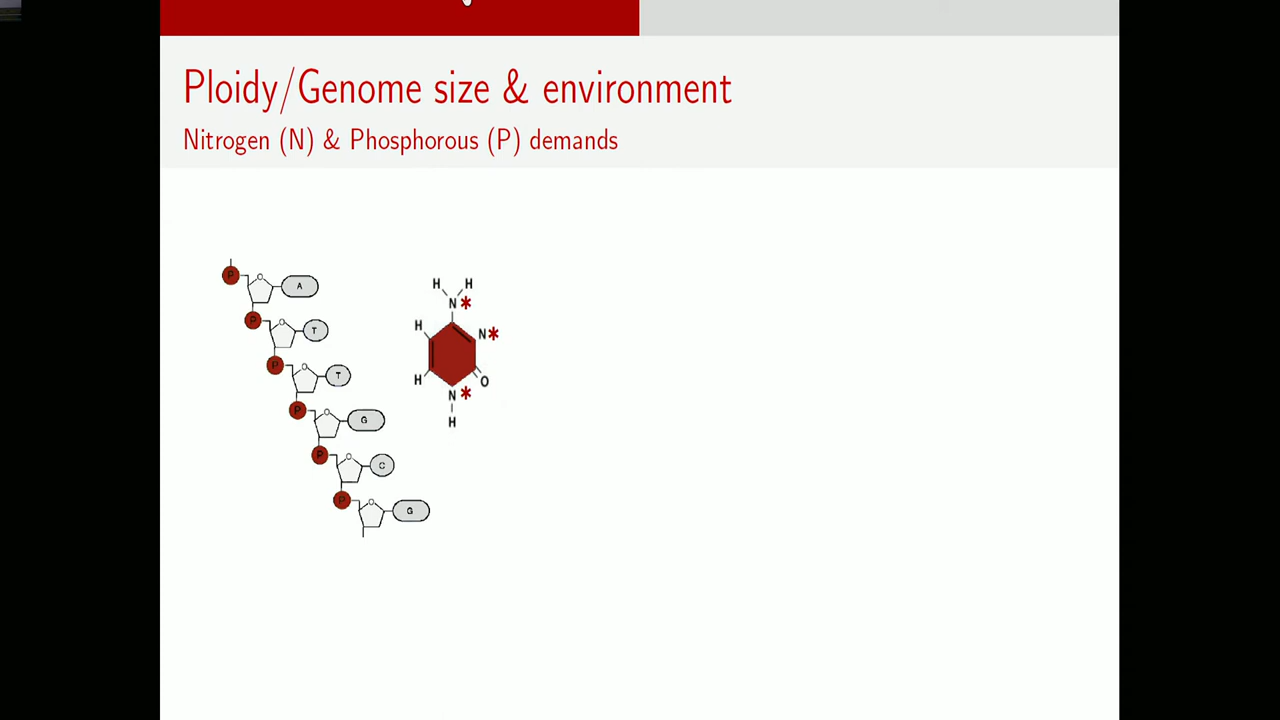 Ploidy/Genome size & environment
Nitrogen (N) & Phosphorous (P) demands
P
O
A
P
O
T
P
O
T
P
O
G
P
O
C
P
O
G
H H
N *
H
N *
H
O
N *
H